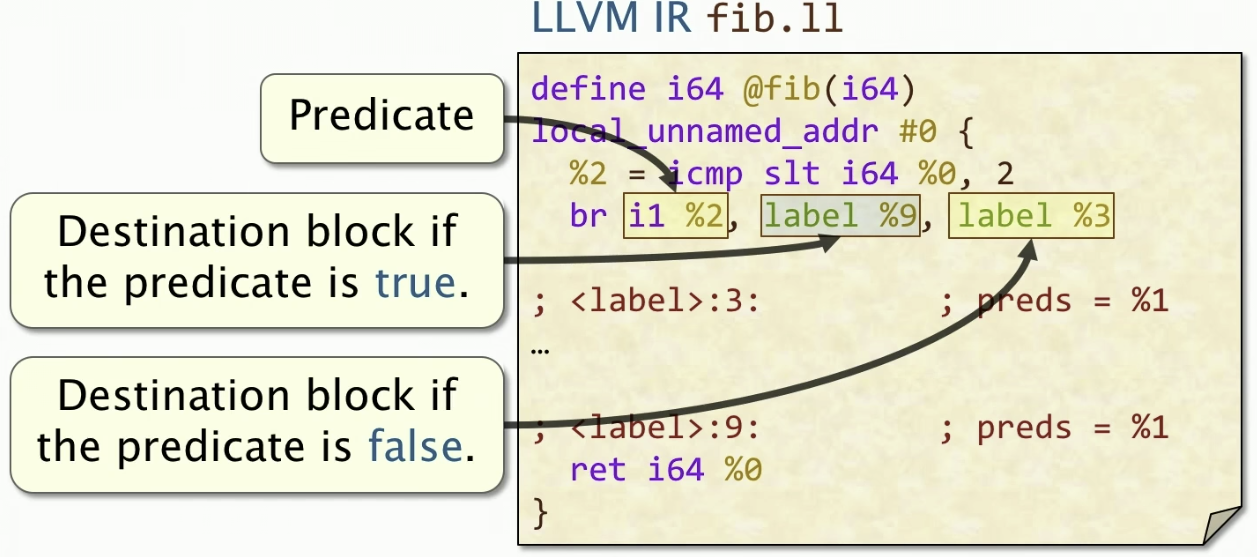 LLVM IR fib.ll
Predicate
Destination block if
the predicate is true.
Destination block if
the predicate is false.
define i64 @fib(i64)
local_unnamed_addr #0 {
%2 = icmp slt i64 %0, 2
br i1 %2, label %9, label %3
; <label>:3: ; preds = %1
…
; <label>:9: ; preds = %1
ret i64 %0
}